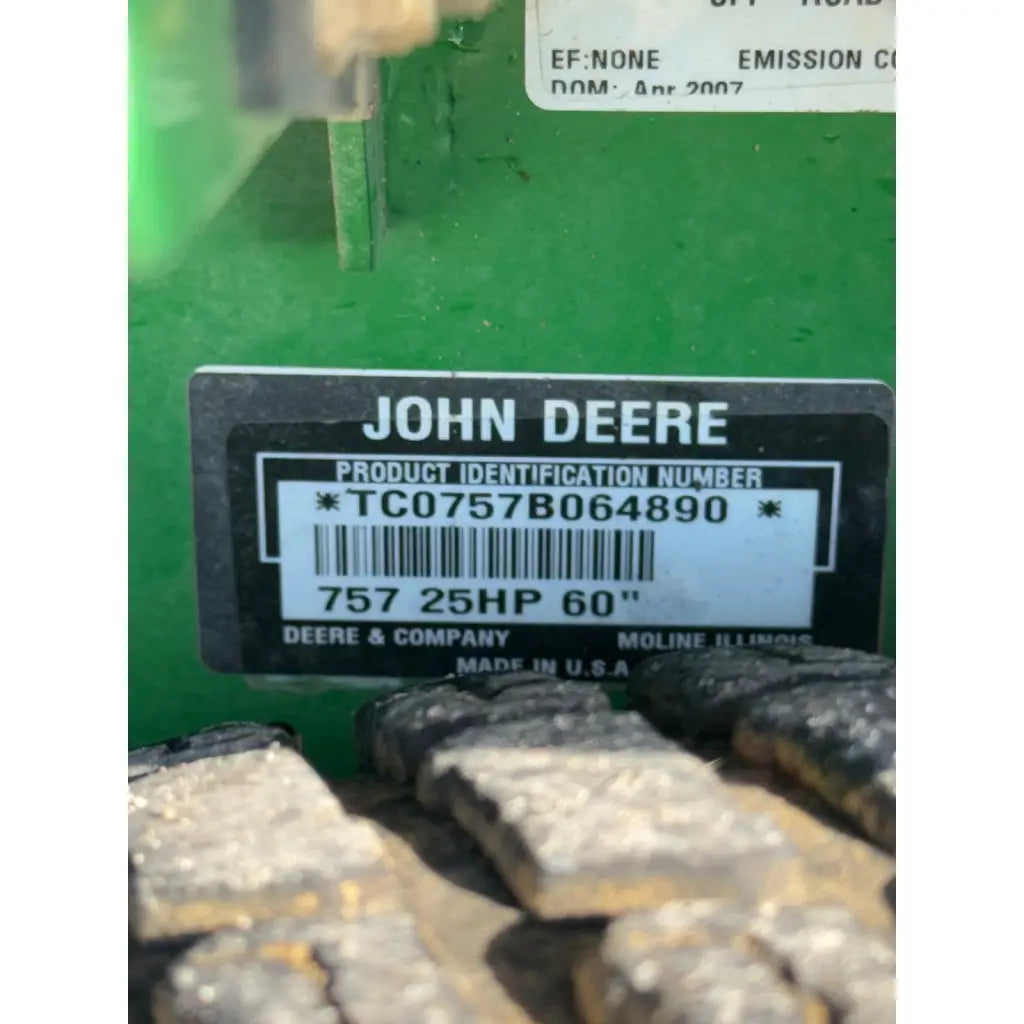 EF:NONE EMISSION
DOM: Apr 2007
JOHN DEERE
PRODUCT IDENTIFICATION NUMBER
*TC0757B064890 *
757 25HP 60"
DEERE & COMPANY MOLINE ILLINOIS
MADE IN U.S.A